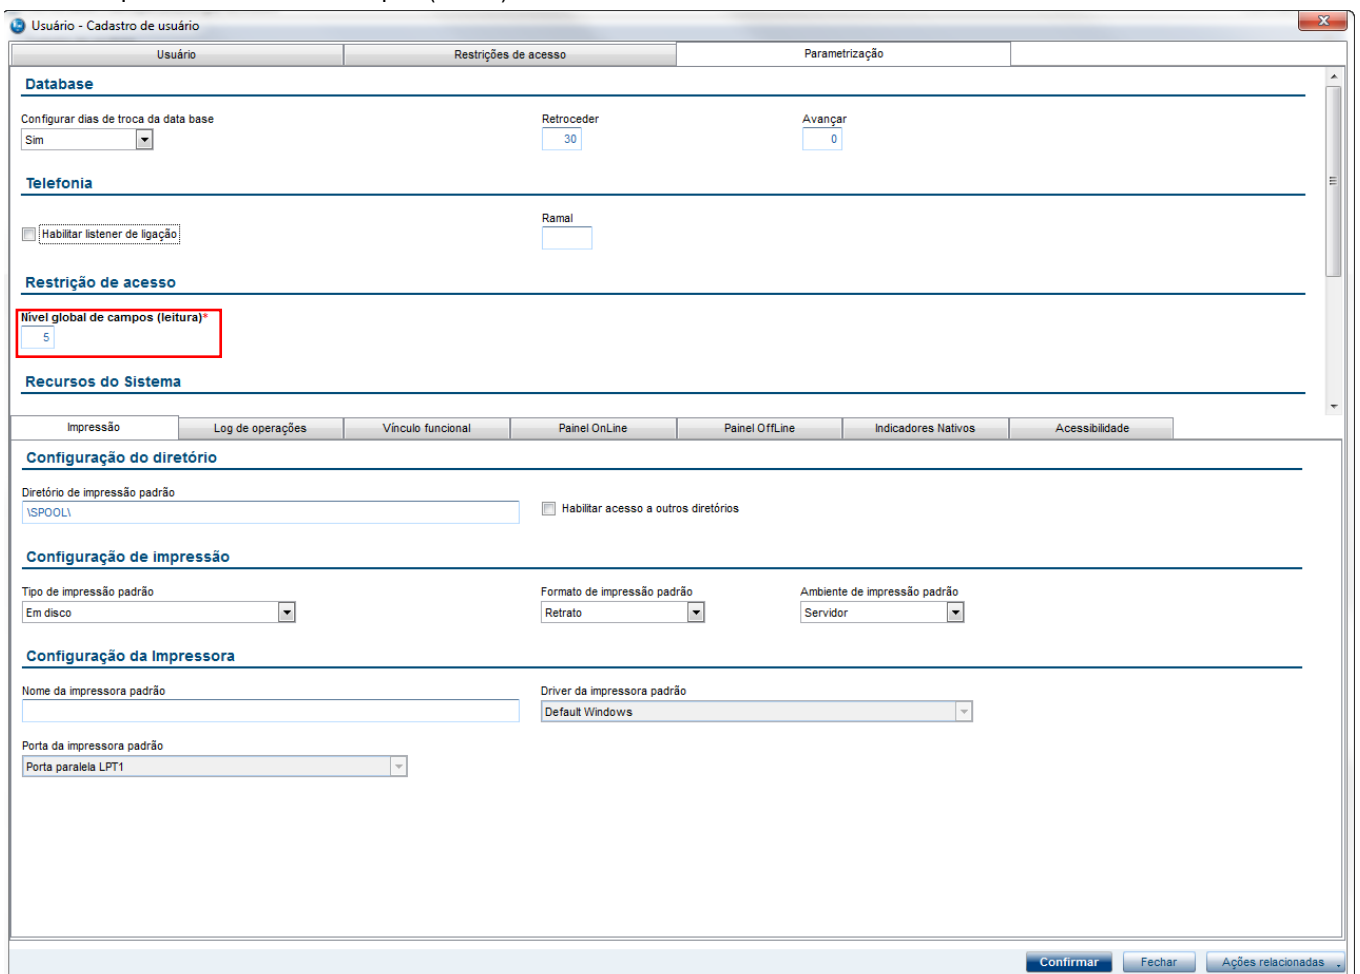 Usuário - Cadastro de usuário
Usuário
Restrições de acesso
Parametrização
Database
Configurar dias de troca da data base
Retroceder
Avançar
Sim
30
0
Telefonia
Ramal
Habilitar listener de ligação
Restrição de acesso
Nível global de campos (leitura)*
5
Recursos do Sistema
Impressão
Log de operações
Vínculo funcional
Painel OnLine
Painel OffLine
Indicadores Nativos
Acessibilidade
Configuração do diretório
Diretório de impressão padrão
\SPOOL\
Habilitar acesso a outros diretórios
Configuração de impressão
Tipo de impressão padrão
Formato de impressão padrão
Ambiente de impressão padrão
Em disco
Retrato
Servidor
Configuração da Impressora
Nome da impressora padrão
Driver da impressora padrão
Default Windows
Porta da impressora padrão
Porta paralela LPT1
Confirmar
Fechar
Ações relacionadas